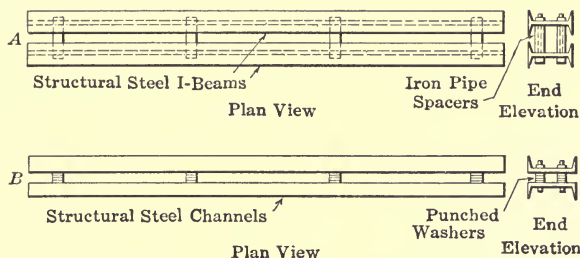 A
Structural Steel I-Beams
Plan View
Iron Pipe
Spacers
End
Elevation
B
Structural Steel Channels
Plan View
Punched
Washers
End
Elevation